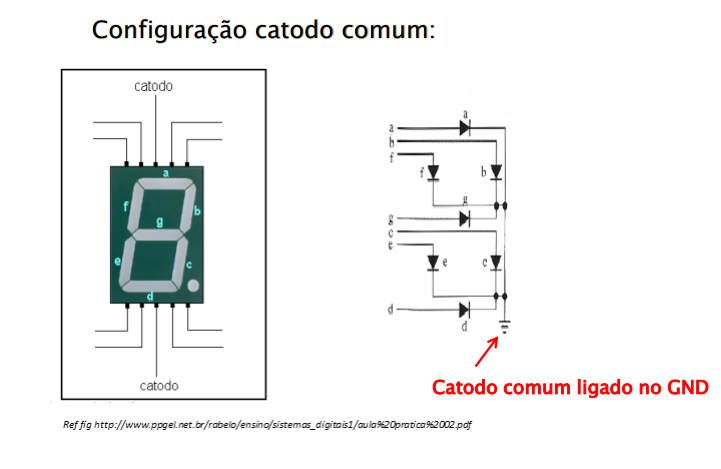 Configuração catodo comum:
catodo
a
f
b
g
e
c
d
catodo
a
a
b
f
f
b
g
g
c
e
e
c
d
d
Catodo comum ligado no GND
Ref fig http://www.ppgel.net.br/rabelo/ensino/sistemas_digitais1/aula%20pratica%2002.pdf